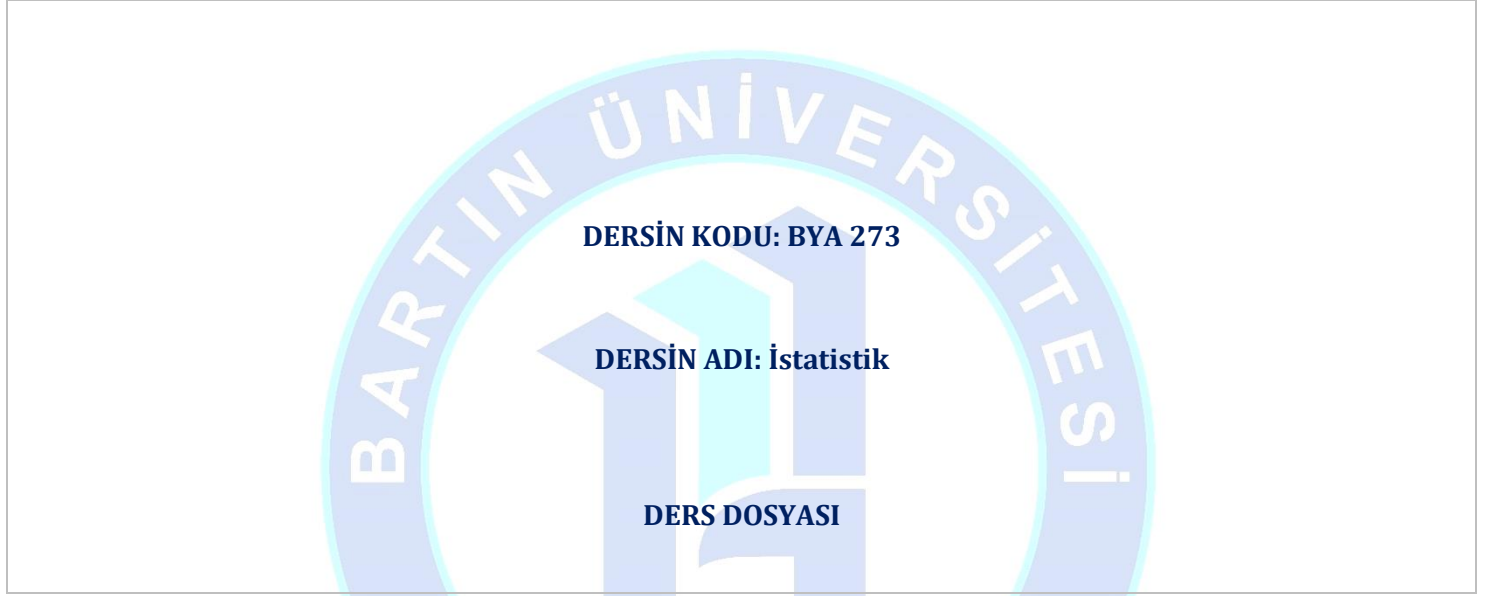 BARTIN ÜNİVERSİTESİ
DERSİN KODU: BYA 273
DERSİN ADI: İstatistik
DERS DOSYASI